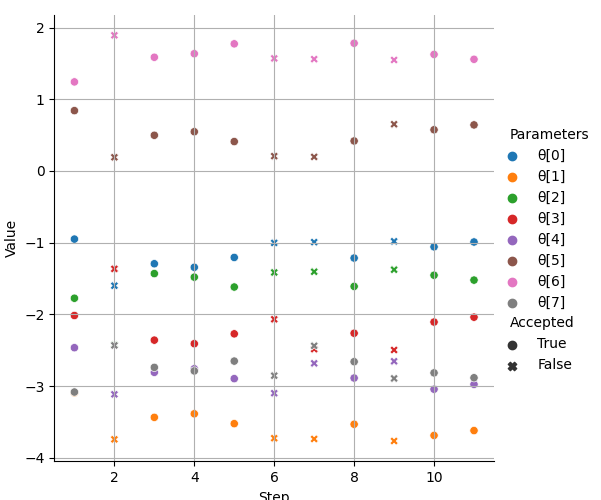 2
1
0
−1
−2
−3
−4
Value
2
4
6
8
10
Step
Parameters
θ[0]
θ[1]
θ[2]
θ[3]
θ[4]
θ[5]
θ[6]
θ[7]
Accepted
True
False